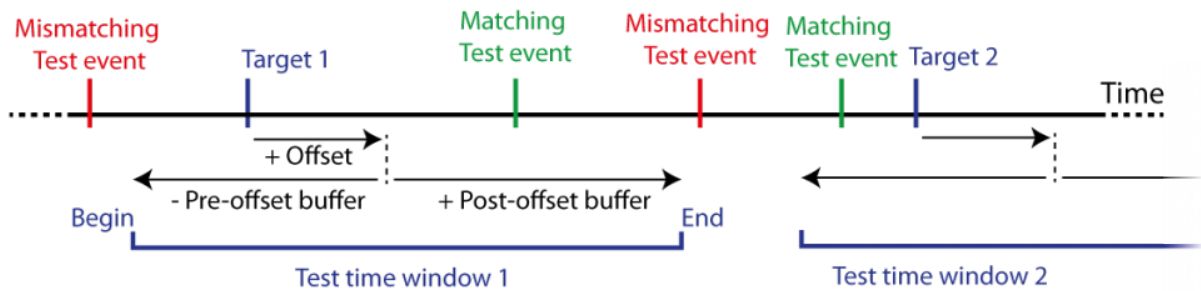 Mismatching
Test event
Target 1
Matching
Test event
Mismatching
Test event
Matching
Test event
Target 2
Time
+ Offset
- Pre-offset buffer
+ Post-offset buffer
Begin
End
Test time window 1
Test time window 2